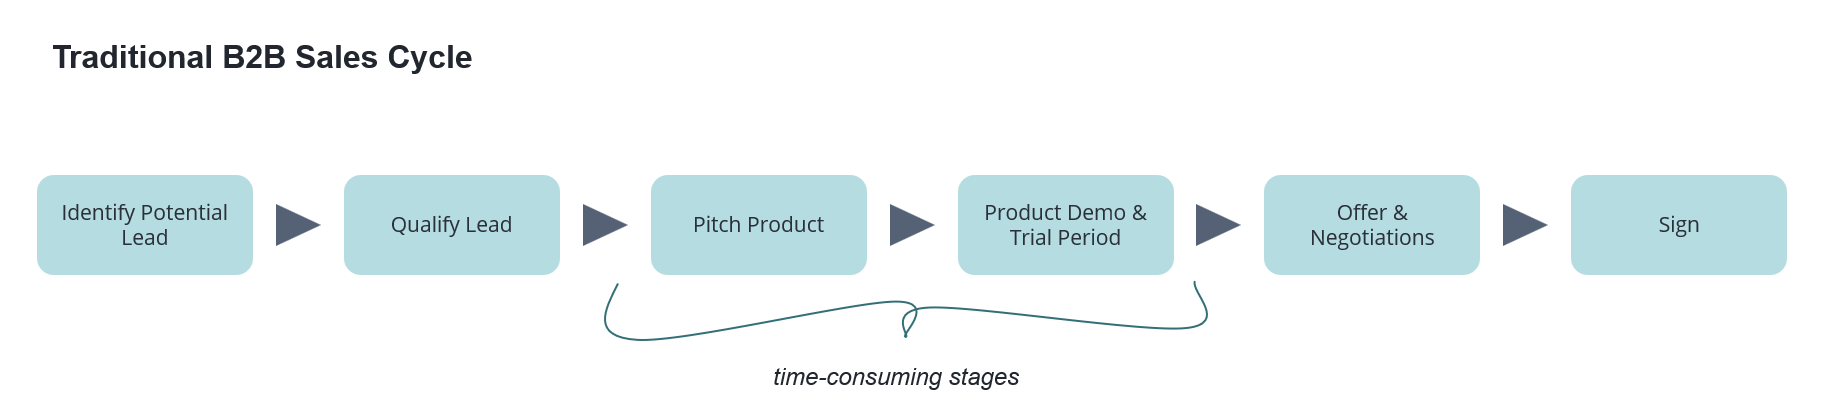 Traditional B2B Sales Cycle
Identify Potential
Lead
Qualify Lead
Pitch Product
Product Demo &
Trial Period
Offer &
Negotiations
Sign
time-consuming stages